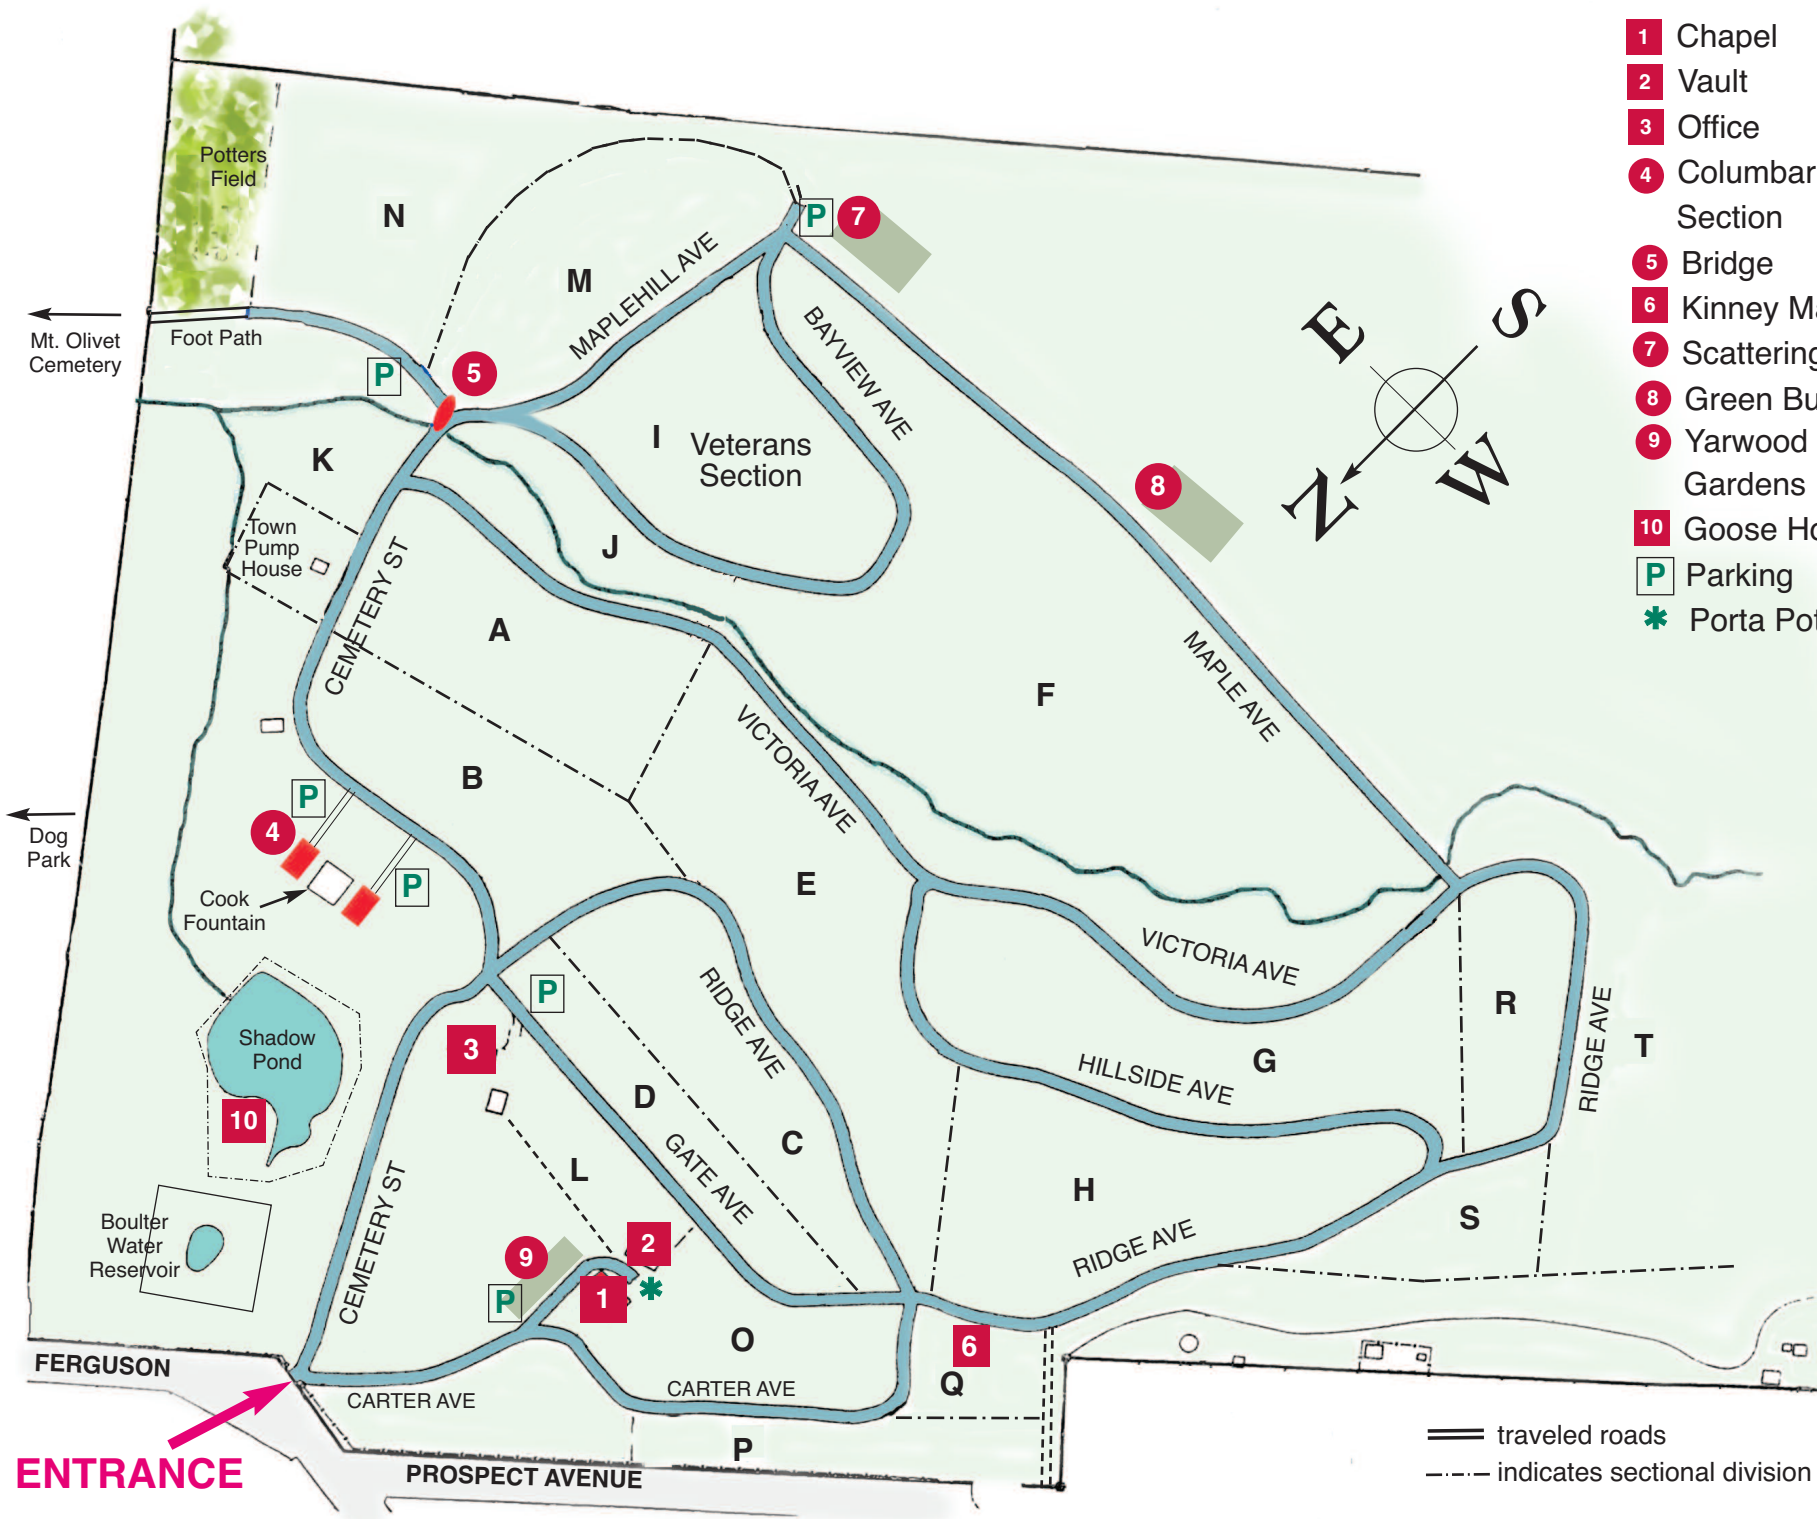 1 Chapel
2 Vault
3 Office
4 Columbar
Section
5 Bridge
6 Kinney Ma
7 Scattering
8 Green Bu
9 Yarwood
Gardens
10 Goose Ho
P Parking
* Porta Pot
Potters
Field
N
M
MAPLEHILL AVE
P
7
BAYVIEW AVE
E
S
N
W
Mt. Olivet
Cemetery
Foot Path
P
5
K
I
Veterans
Section
8
Town
Pump
House
J
CEMETERY ST
A
F
MAPLE AVE
VICTORIA AVE
B
P
4
Dog
Park
P
Cook
Fountain
E
VICTORIA AVE
P
RIDGE AVE
R
RIDGE AVE
T
3
Shadow
Pond
G
HILLSIDE AVE
D
10
C
GATE AVE
L
H
S
CEMETERY ST
Boulter
Water
Reservoir
9
2
RIDGE AVE
P
1
*
O
6
Q
FERGUSON
CARTER AVE
CARTER AVE
P
ENTRANCE
PROSPECT AVENUE
traveled roads
indicates sectional division